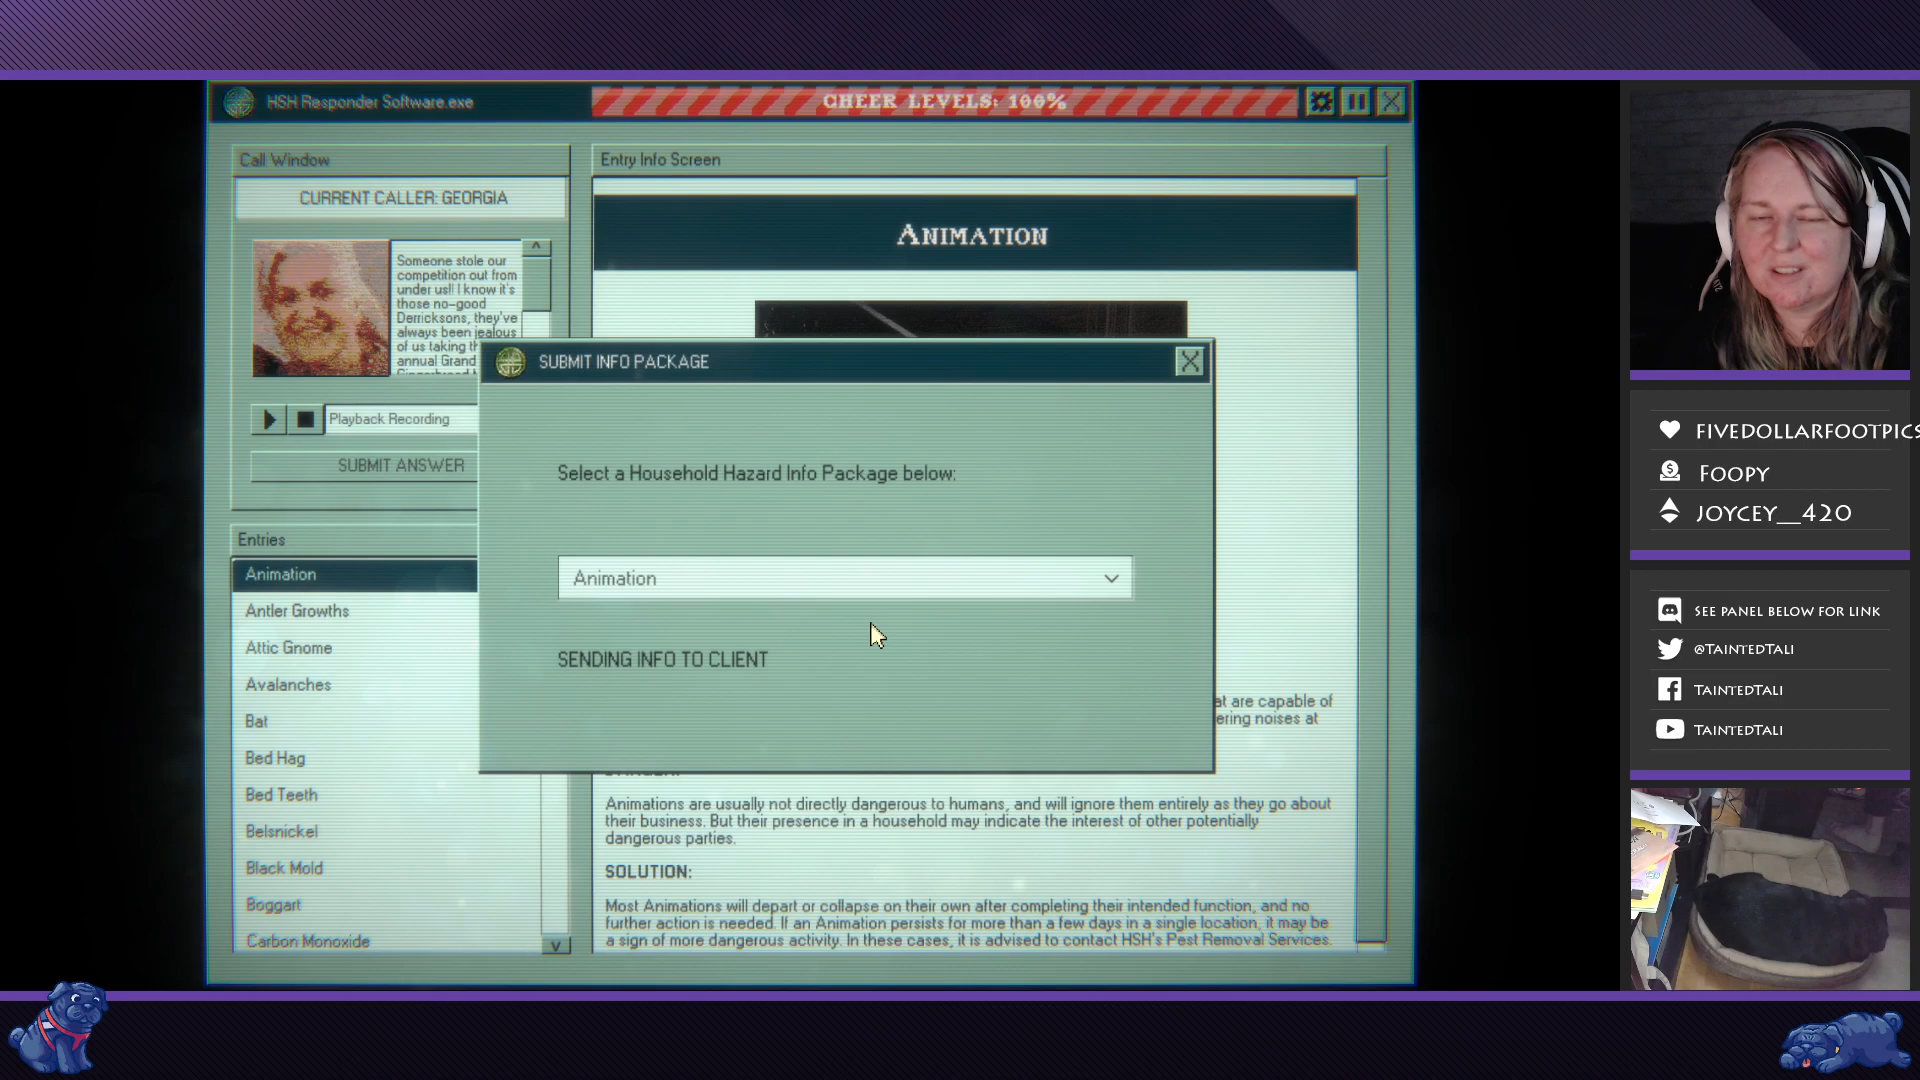 HSH Responder Software.exe
CHEER LEVELS: 100%
Call Window
CURRENT CALLER: GEORGIA
Someone stole our
competition out from
under us!! I know it's
those no-good
Derricksons, they've
always been jealous
of us taking th
annual Grand
Playback Recording
SUBMIT ANSWER
Entries
Animation
Antler Growths
Attic Gnome
Avalanches
Bat
Bed Hag
Bed Teeth
Belsnickel
Black Mold
Boggart
Carbon Monoxide
Entry Info Screen
ANIMATION
SUBMIT INFO PACKAGE
Select a Household Hazard Info Package below:
Animation
SENDING INFO TO CLIENT
at are capable of
ering noises at
Animations are usually not directly dangerous to humans, and will ignore them entirely as they go about
their business. But their presence in a household may indicate the interest of other potentially
dangerous parties.
SOLUTION:
Most Animations will depart or collapse on their own after completing their intended function, and no
further action is needed. If an Animation persists for more than a few days in a single location, it may be
a sign of more dangerous activity. In these cases, it is advised to contact HSH's Pest Removal Services.
FIVEDOLLARFOOTPICS
FOOPY
JOYCEY__420
SEE PANEL BELOW FOR LINK
@TAINTEDTALI
TAINTEDTALI
TAINTEDTALI